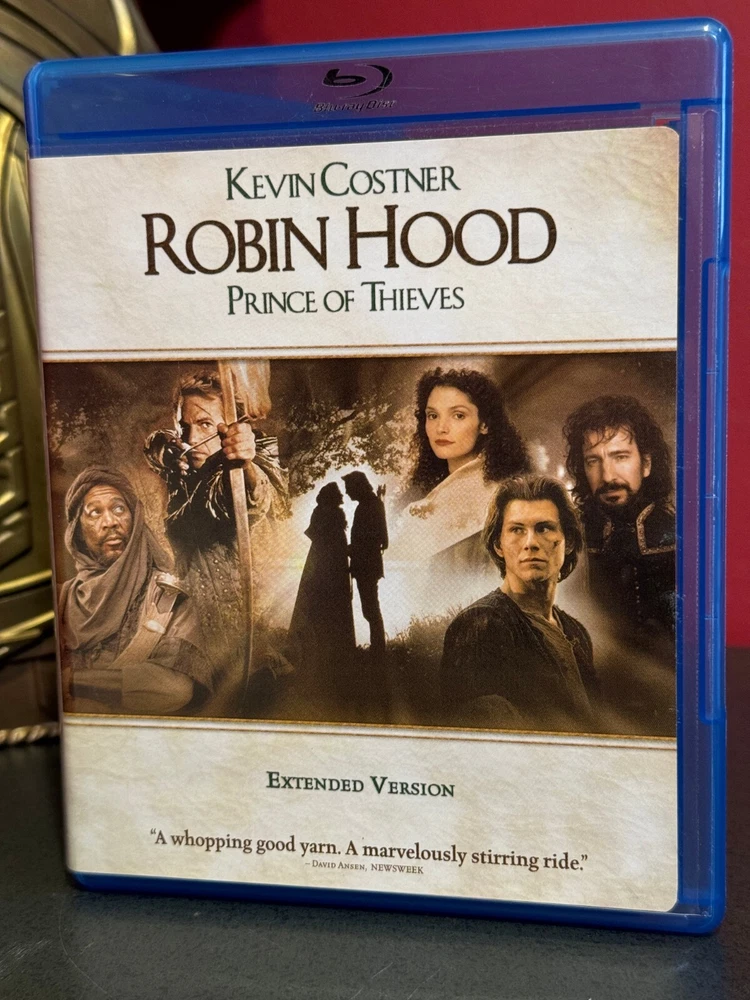 Blu-ray Disc
KEVIN COSTNER
ROBIN HOOD
PRINCE OF THIEVES
EXTENDED VERSION
“A whopping good yarn. A marvelously stirring ride.”
– DAVID ANSEN, NEWSWEEK